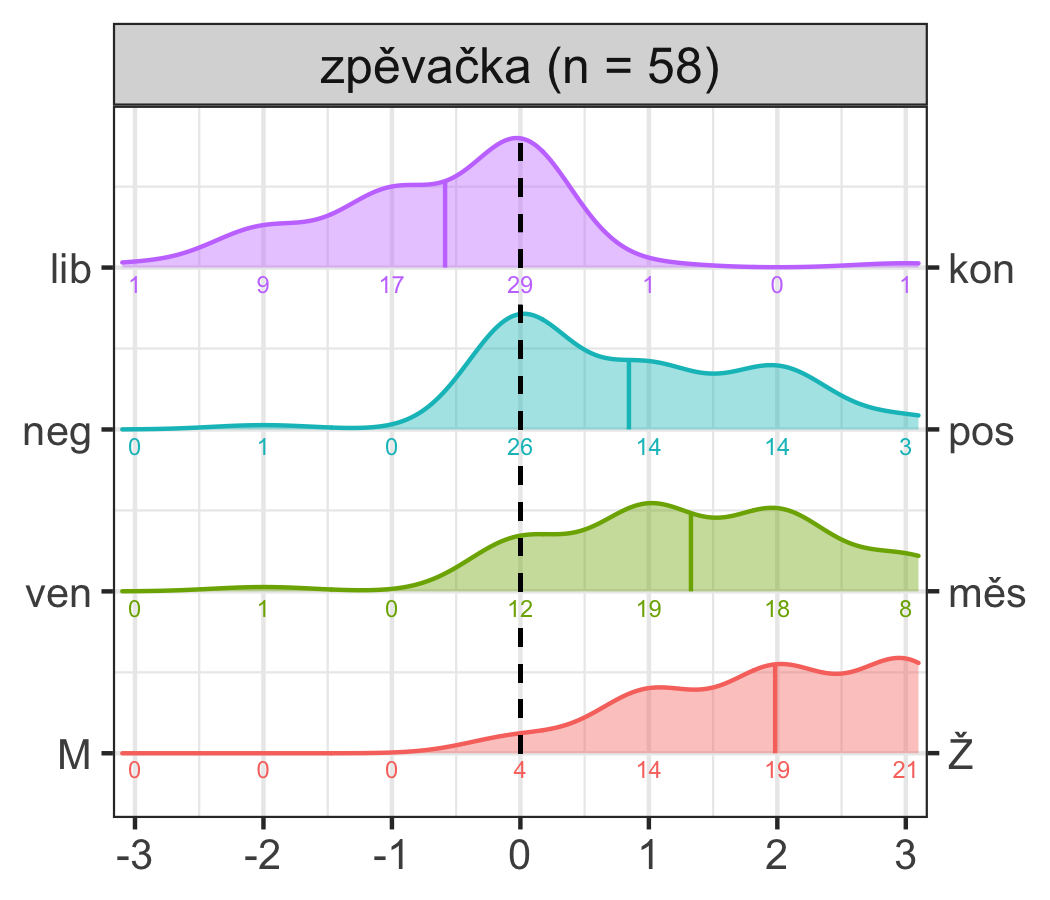 zpěvačka (n = 58)
lib kon
1 9 17 29 1 0 1
neg pos
0 1 0 26 14 14 3
ven měs
0 1 0 12 19 18 8
M Ž
0 0 0 4 14 19 21
-3 -2 -1 0 1 2 3